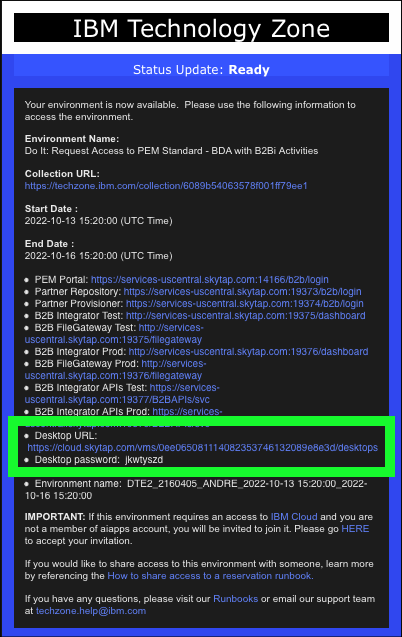 IBM Technology Zone
Status Update: Ready
Your environment is now available.  Please use the following information to
access the environment.
Environment Name:
Do It: Request Access to PEM Standard - BDA with B2Bi Activities
Collection URL:
https://techzone.ibm.com/collection/6089b54063578f001ff79ee1
Start Date :
2022-10-13 15:20:00 (UTC Time)
End Date :
2022-10-16 15:20:00 (UTC Time)
• PEM Portal: https://services-uscentral.skytap.com:14166/b2b/login
• Partner Repository: https://services-uscentral.skytap.com:19373/b2b/login
• Partner Provisioner: https://services-uscentral.skytap.com:19374/b2b/login
• B2B Integrator Test: http://services-uscentral.skytap.com:19375/dashboard
• B2B FileGateway Test: http://services-
uscentral.skytap.com:19375/filegateway
• B2B Integrator Prod: http://services-uscentral.skytap.com:19376/dashboard
• B2B FileGateway Prod: http://services-
uscentral.skytap.com:19376/filegateway
• B2B Integrator APIs Test: https://services-
uscentral.skytap.com:19377/B2BAPIs/svc
• B2B Integrator APIs Prod: https://services-
• Desktop URL:
https://cloud.skytap.com/vms/0ee065081114082353746132089e8e3d/desktops
• Desktop password:  jkwtyszd
• Environment name:  DTE2_2160405_ANDRE_2022-10-13 15:20:00_2022-
10-16 15:20:00
IMPORTANT: If this environment requires an access to IBM Cloud and you are
not a member of aiapps account, you will be invited to join it. Please go HERE
to accept your invitation.
If you would like to share access to this environment with someone, learn more
by referencing the How to share access to a reservation runbook.
If you have any questions, please visit our Runbooks or email our support team
at techzone.help@ibm.com